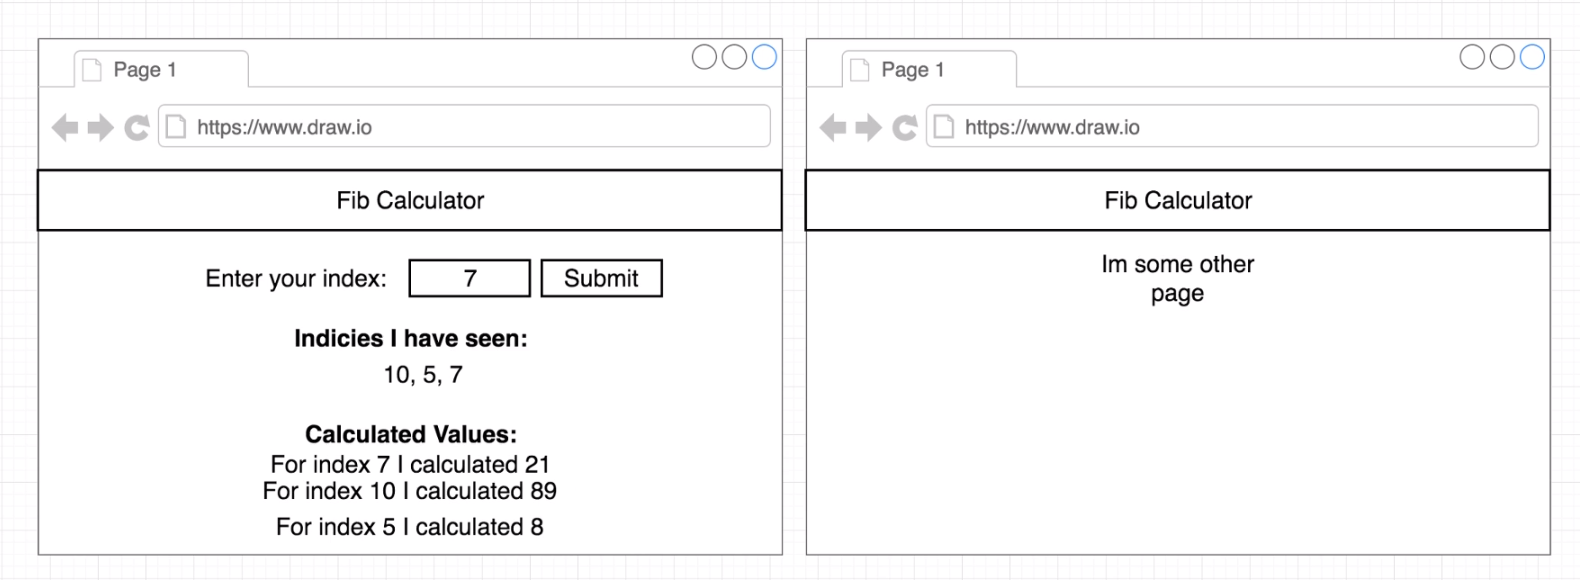 Page 1
https://www.draw.io
Fib Calculator
Enter your index: 7 Submit
Indicies I have seen:
10, 5, 7
Calculated Values:
For index 7 I calculated 21
For index 10 I calculated 89
For index 5 I calculated 8
Page 1
https://www.draw.io
Fib Calculator
Im some other
page